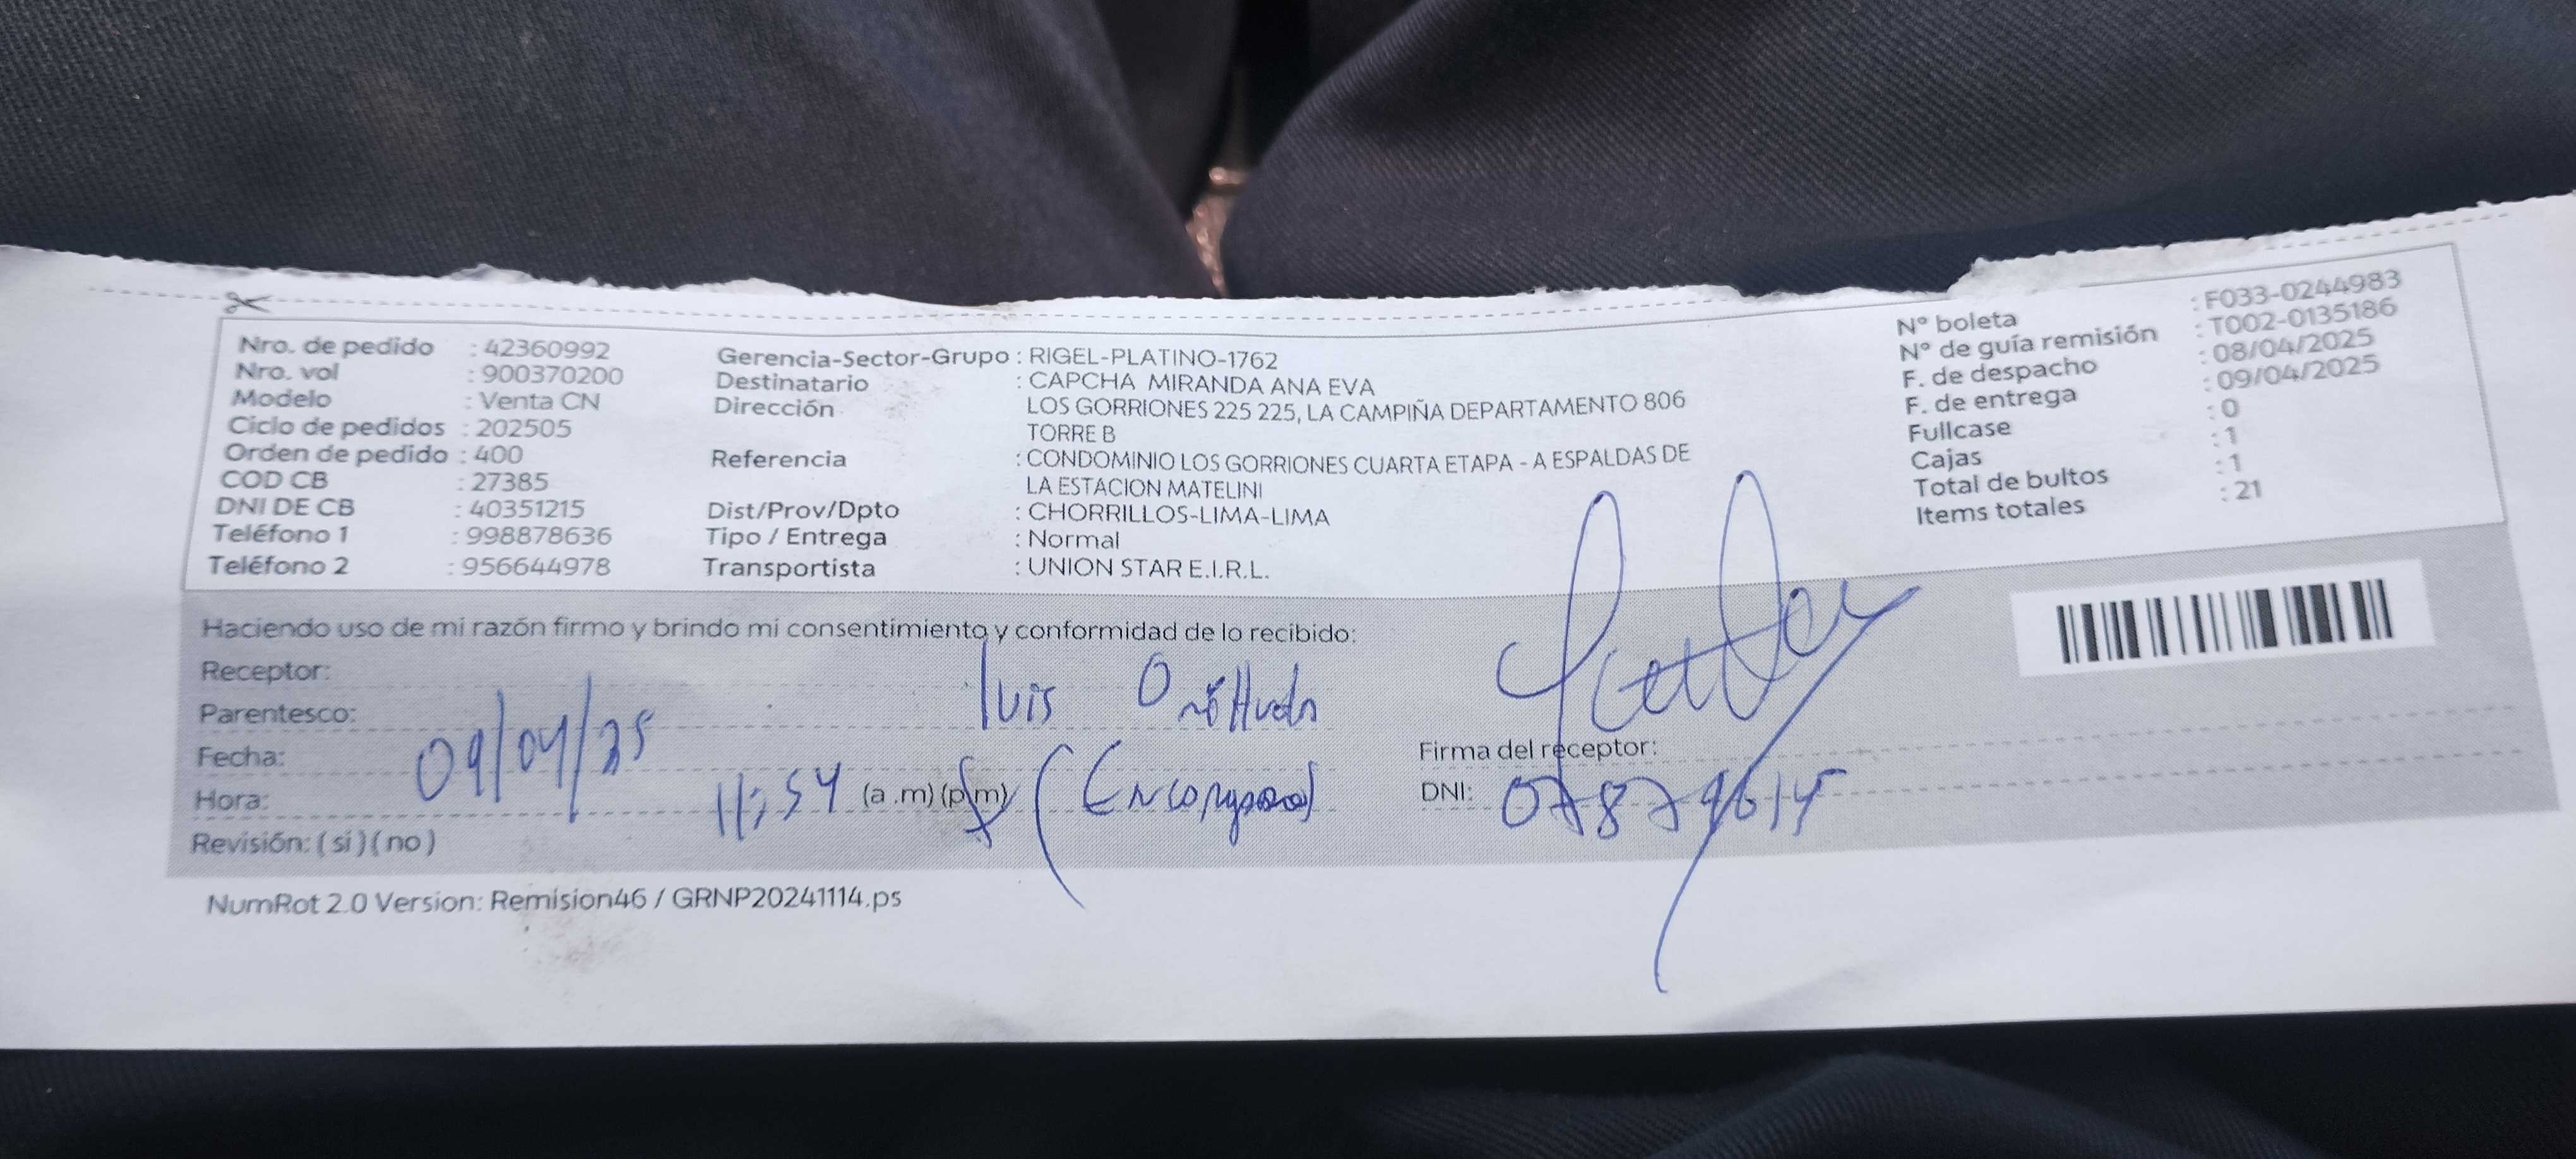 Nro. de pedido : 42360992
Nro. vol : 900370200
Modelo : Venta CN
Ciclo de pedidos : 202505
Orden de pedido : 400
COD CB : 27385
DNI DE CB : 40351215
Teléfono 1 : 998878636
Teléfono 2 : 956644978
Gerencia-Sector-Grupo : RIGEL-PLATINO-1762
Destinatario : CAPCHA MIRANDA ANA EVA
Dirección : LOS GORRIONES 225 225, LA CAMPIÑA DEPARTAMENTO 806
TORRE B
Referencia : CONDOMINIO LOS GORRIONES CUARTA ETAPA - A ESPALDAS DE
LA ESTACION MATELINI
Dist/Prov/Dpto : CHORRILLOS-LIMA-LIMA
Tipo / Entrega : Normal
Transportista : UNION STAR E.I.R.L.
N° boleta : F033-0244983
N° de guía remisión : T002-0135186
F. de despacho : 08/04/2025
F. de entrega : 09/04/2025
Fullcase : 0
Cajas : 1
Total de bultos : 1
Items totales : 21
Haciendo uso de mi razón firmo y brindo mi consentimiento y conformidad de lo recibido:
Receptor: luis
Parentesco:
Fecha: 09/04/25
Hora: 11:54 (a.m) (p.m)
Revisión: ( si ) ( no )
Firma del receptor:
DNI:
NumRot 2.0 Version: Remision46 / GRNP20241114.ps